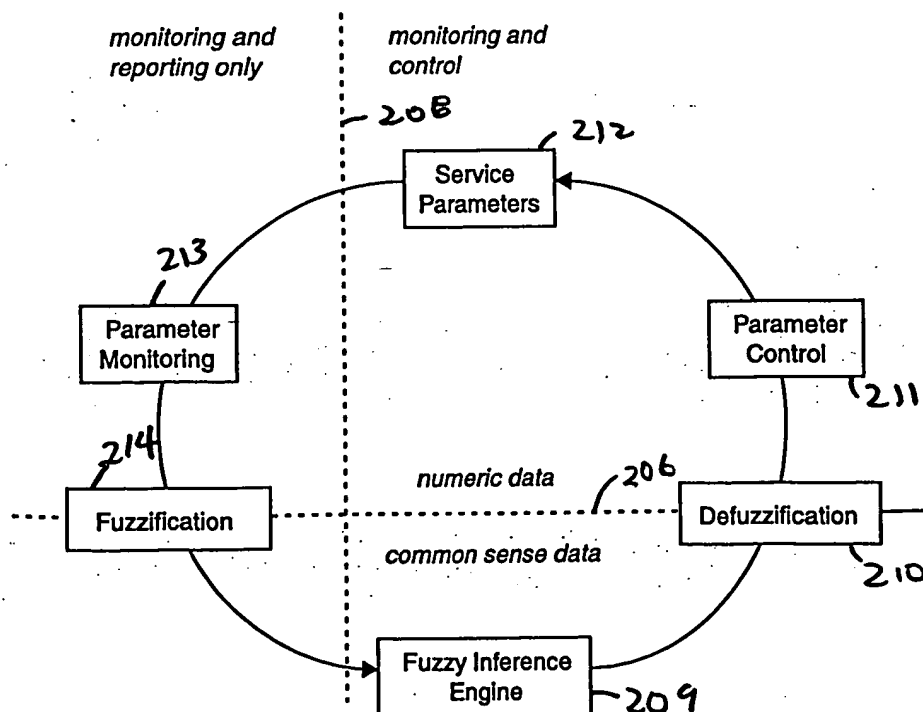 monitoring and
reporting only
monitoring and
control
208
212
Service
Parameters
213
Parameter
Monitoring
Parameter
Control
211
214
numeric data
206
Fuzzification
Defuzzification
common sense data
210
Fuzzy Inference
Engine
209